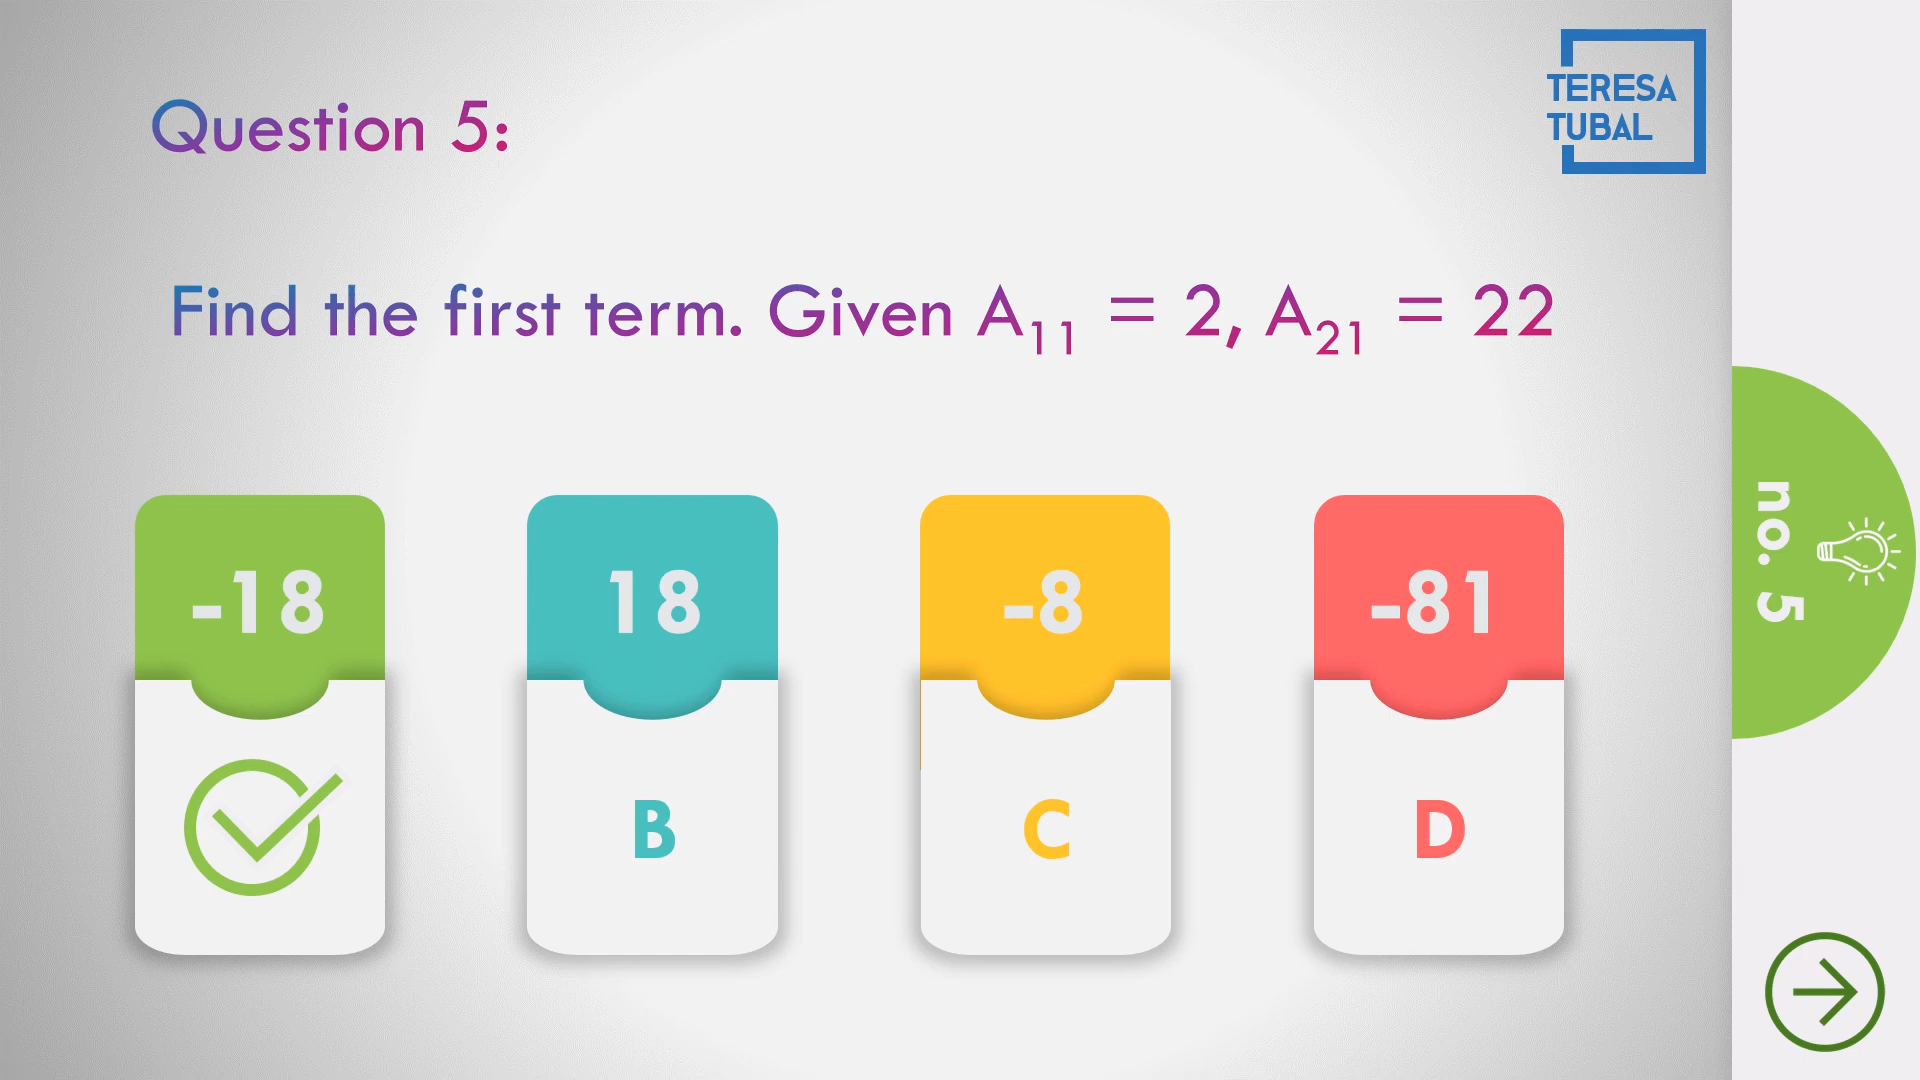 TERESA
TUBAL
Question 5:
Find the first term. Given A₁₁ = 2, A₂₁ = 22
-18
18
-8
-81
B
C
D
no. 5